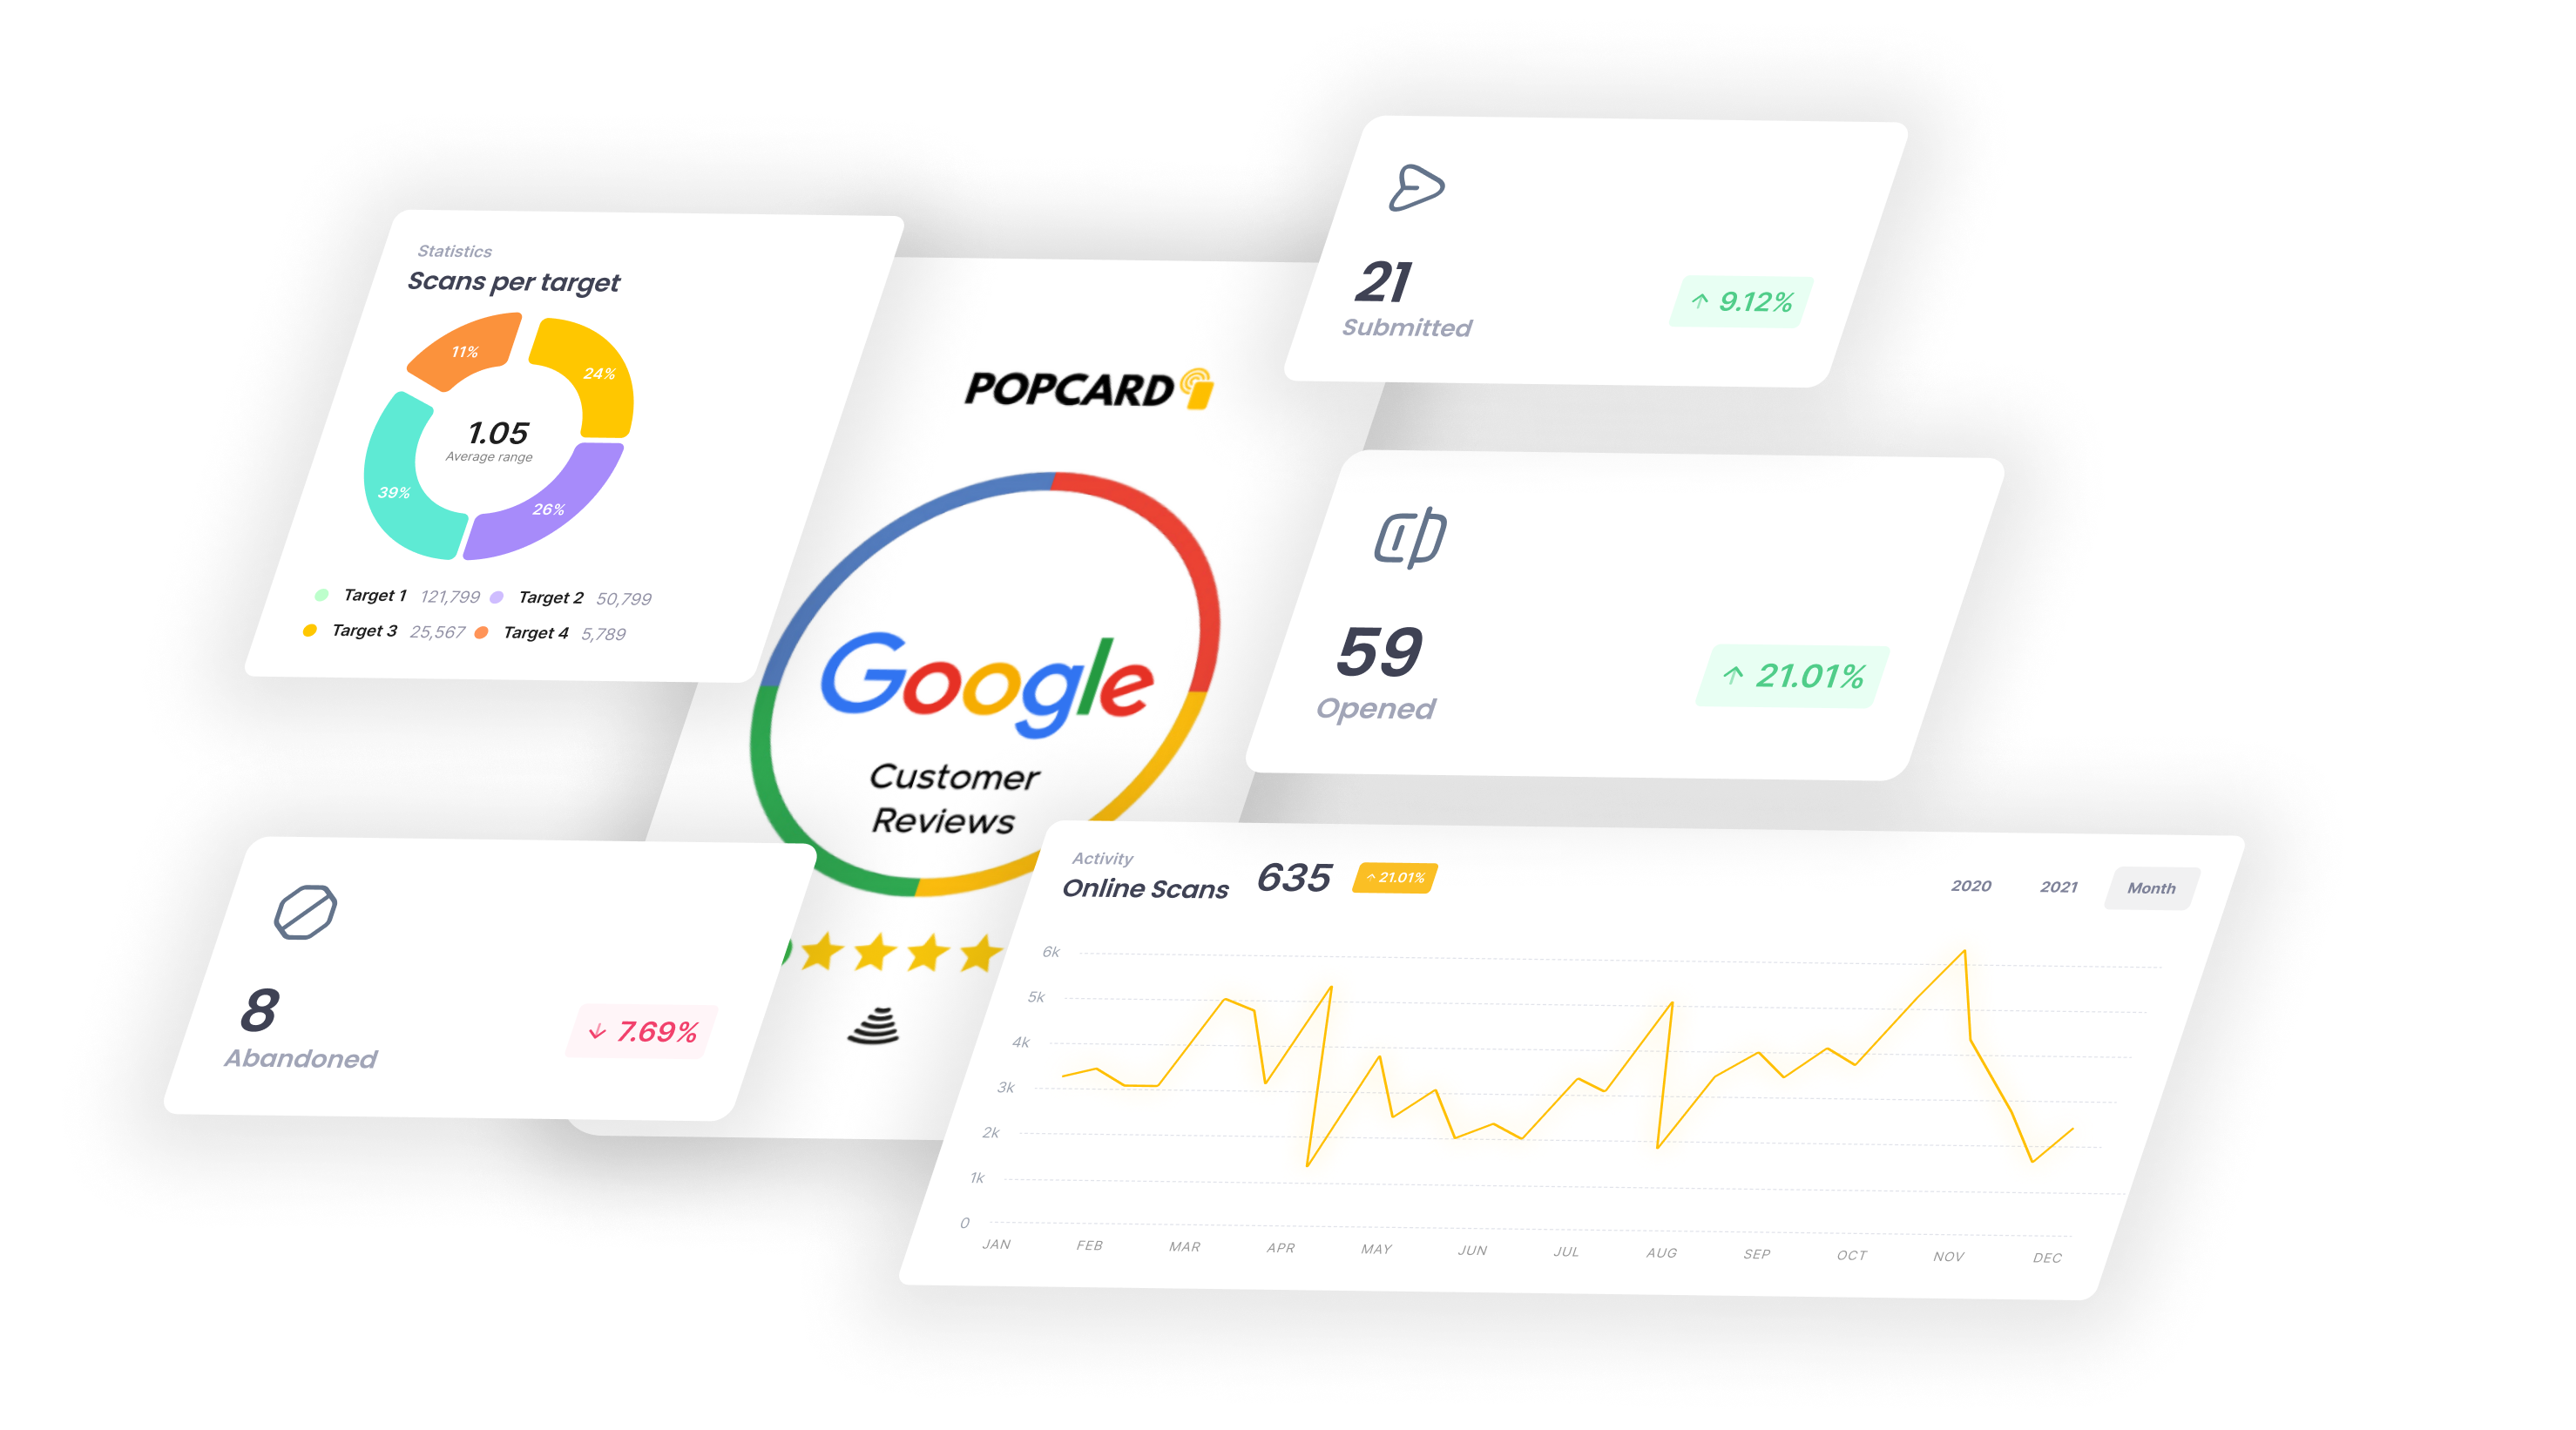 Statistics
Scans per target
11%
24%
1.05
Average range
39%
26%
Target 1 121,799 Target 2 50,799
Target 3 25,567 Target 4 5,789
POPCARD
Google
Customer
Reviews
21
Submitted
9.12%
59
Opened
21.01%
8
Abandoned
7.69%
Activity
Online Scans 635 21.01%
2020 2021 Month
6k
5k
4k
3k
2k
1k
0
JAN FEB MAR APR MAY JUN JUL AUG SEP OCT NOV DEC